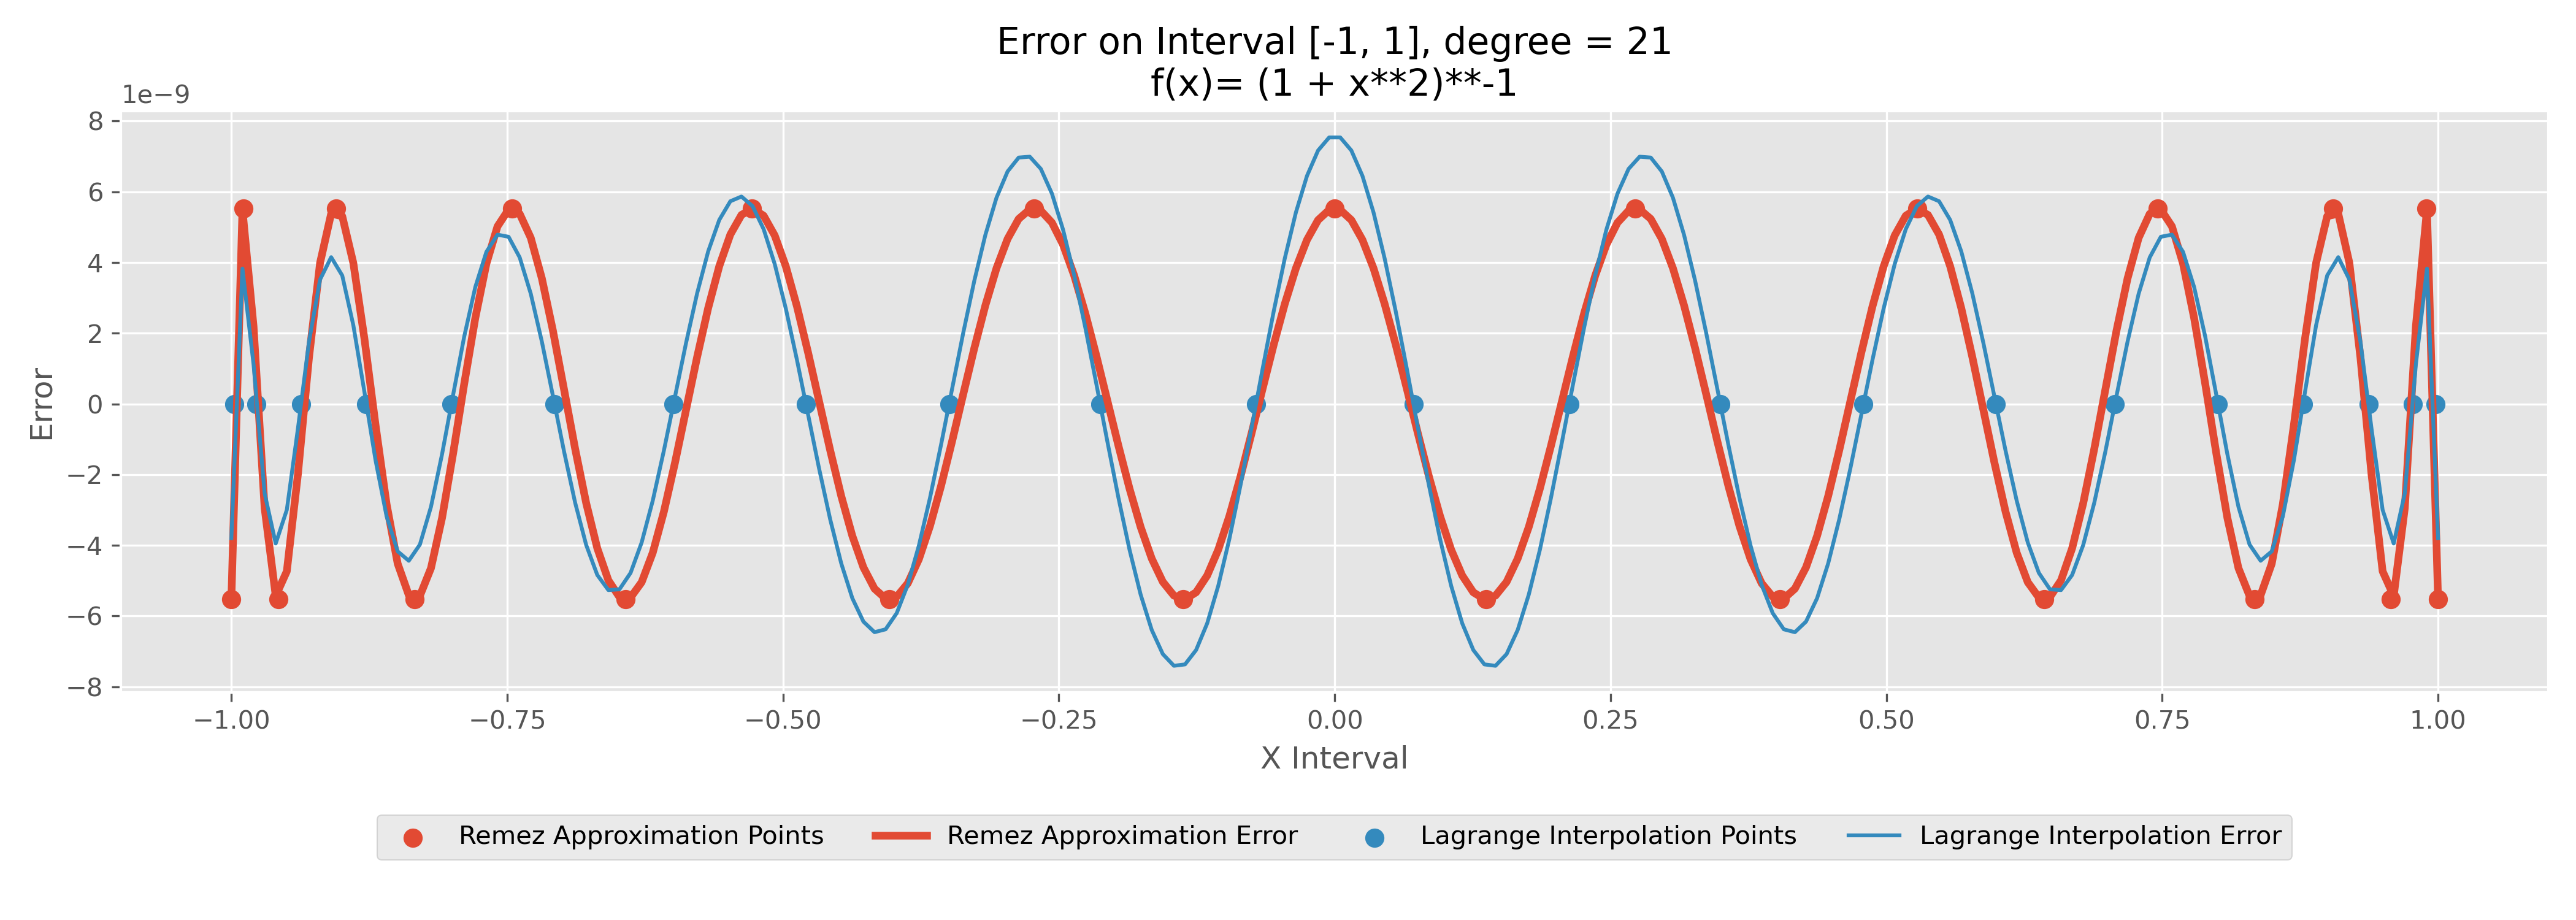 Error on Interval [-1, 1], degree = 21
f(x)= (1 + x**2)**-1
1e−9
8
6
4
2
0
−2
−4
−6
−8
Error
−1.00 −0.75 −0.50 −0.25 0.00 0.25 0.50 0.75 1.00
X Interval
Remez Approximation Points Remez Approximation Error Lagrange Interpolation Points Lagrange Interpolation Error